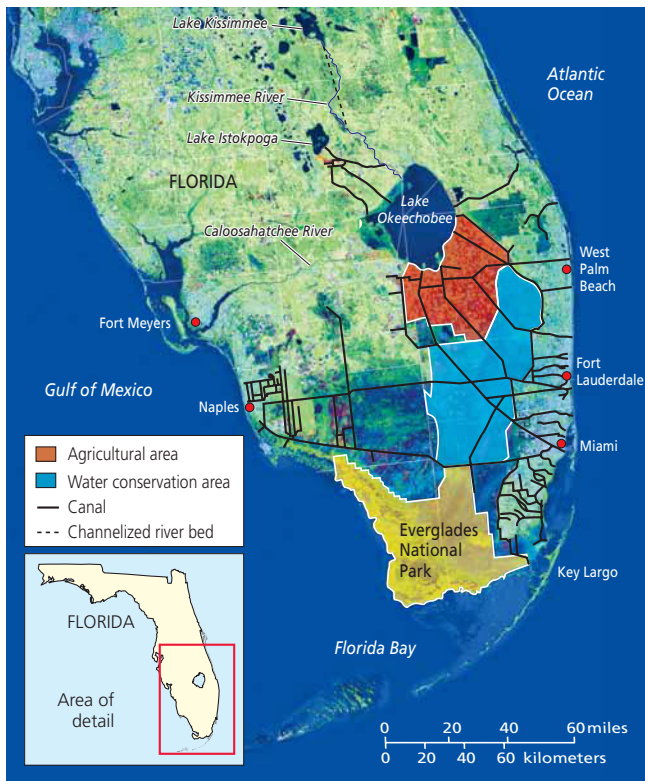 Lake Kissimmee
Atlantic
Ocean
Kissimmee River
Lake Istokpoga
FLORIDA
Lake
Okeechobee
Caloosahatchee River
West
Palm
Beach
Fort Meyers
Fort
Lauderdale
Gulf of Mexico
Naples
Miami
Agricultural area
Water conservation area
Canal
Channelized river bed
Everglades
National
Park
Key Largo
FLORIDA
Area of
detail
Florida Bay
0 20 40 60 miles
0 20 40 60 kilometers